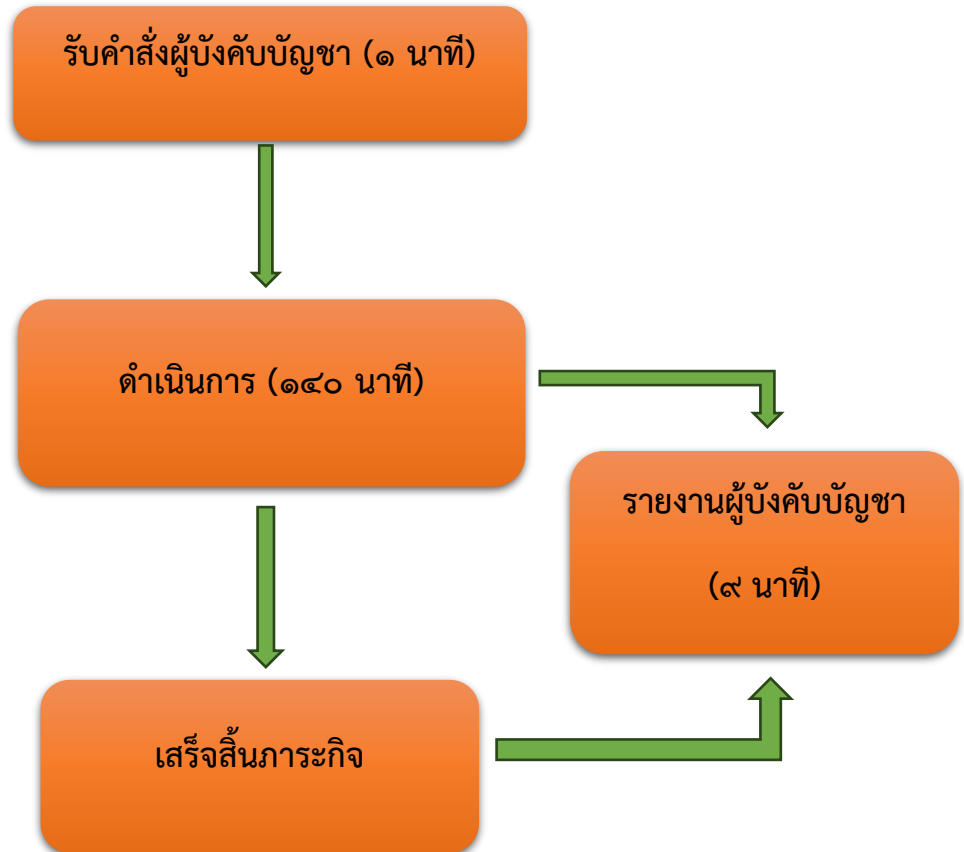 รับคำสั่งผู้บังคับบัญชา (๑ นาที)
ดำเนินการ (๑๔๐ นาที)
รายงานผู้บังคับบัญชา
(๙ นาที)
เสร็จสิ้นภาระกิจ